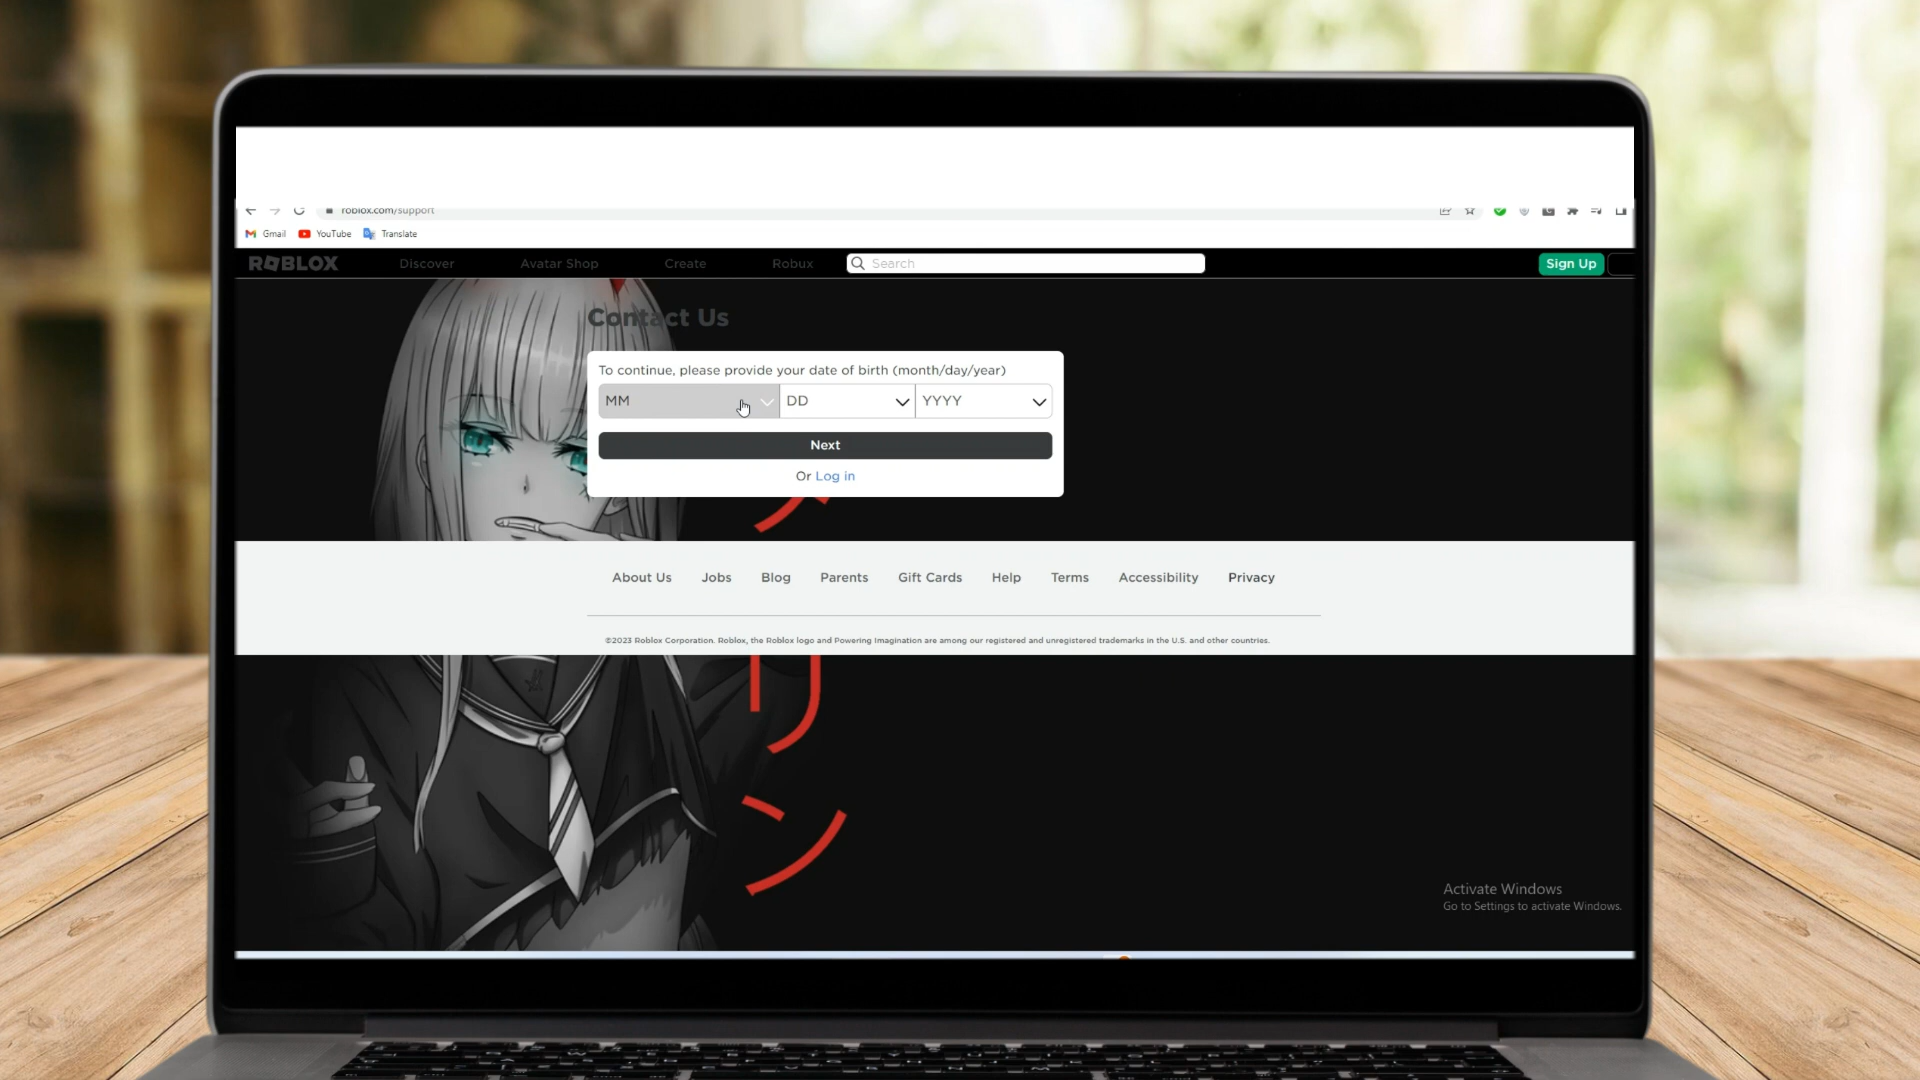 roblox.com/support
Gmail YouTube Translate
ROBLOX Discover Avatar Shop Create Robux Search Sign Up
Contact Us
To continue, please provide your date of birth (month/day/year)
MM DD YYYY
Next
Or Log in
About Us Jobs Blog Parents Gift Cards Help Terms Accessibility Privacy
©2023 Roblox Corporation. Roblox, the Roblox logo and Powering Imagination are among our registered and unregistered trademarks in the U.S. and other countries.
リ
ン
Activate Windows
Go to Settings to activate Windows.